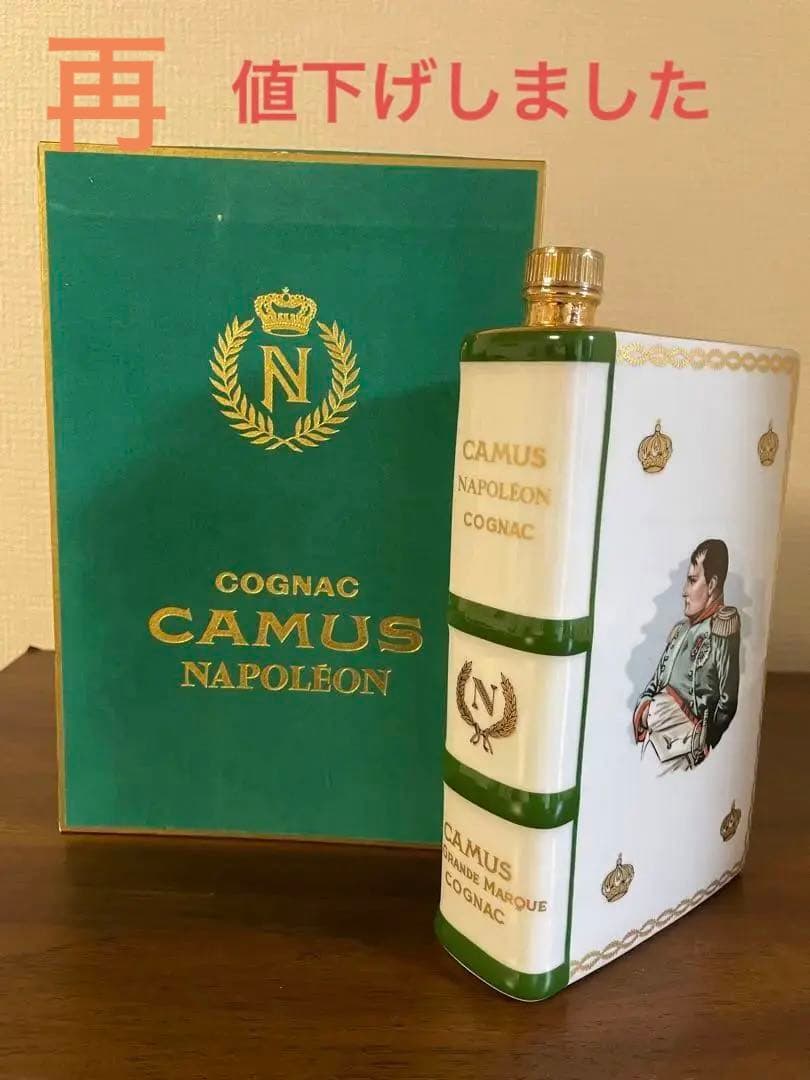 再 値下げしました
N
COGNAC
CAMUS
NAPOLÉON
CAMUS
NAPOLÉON
COGNAC
N
CAMUS
GRANDE MARQUE
COGNAC